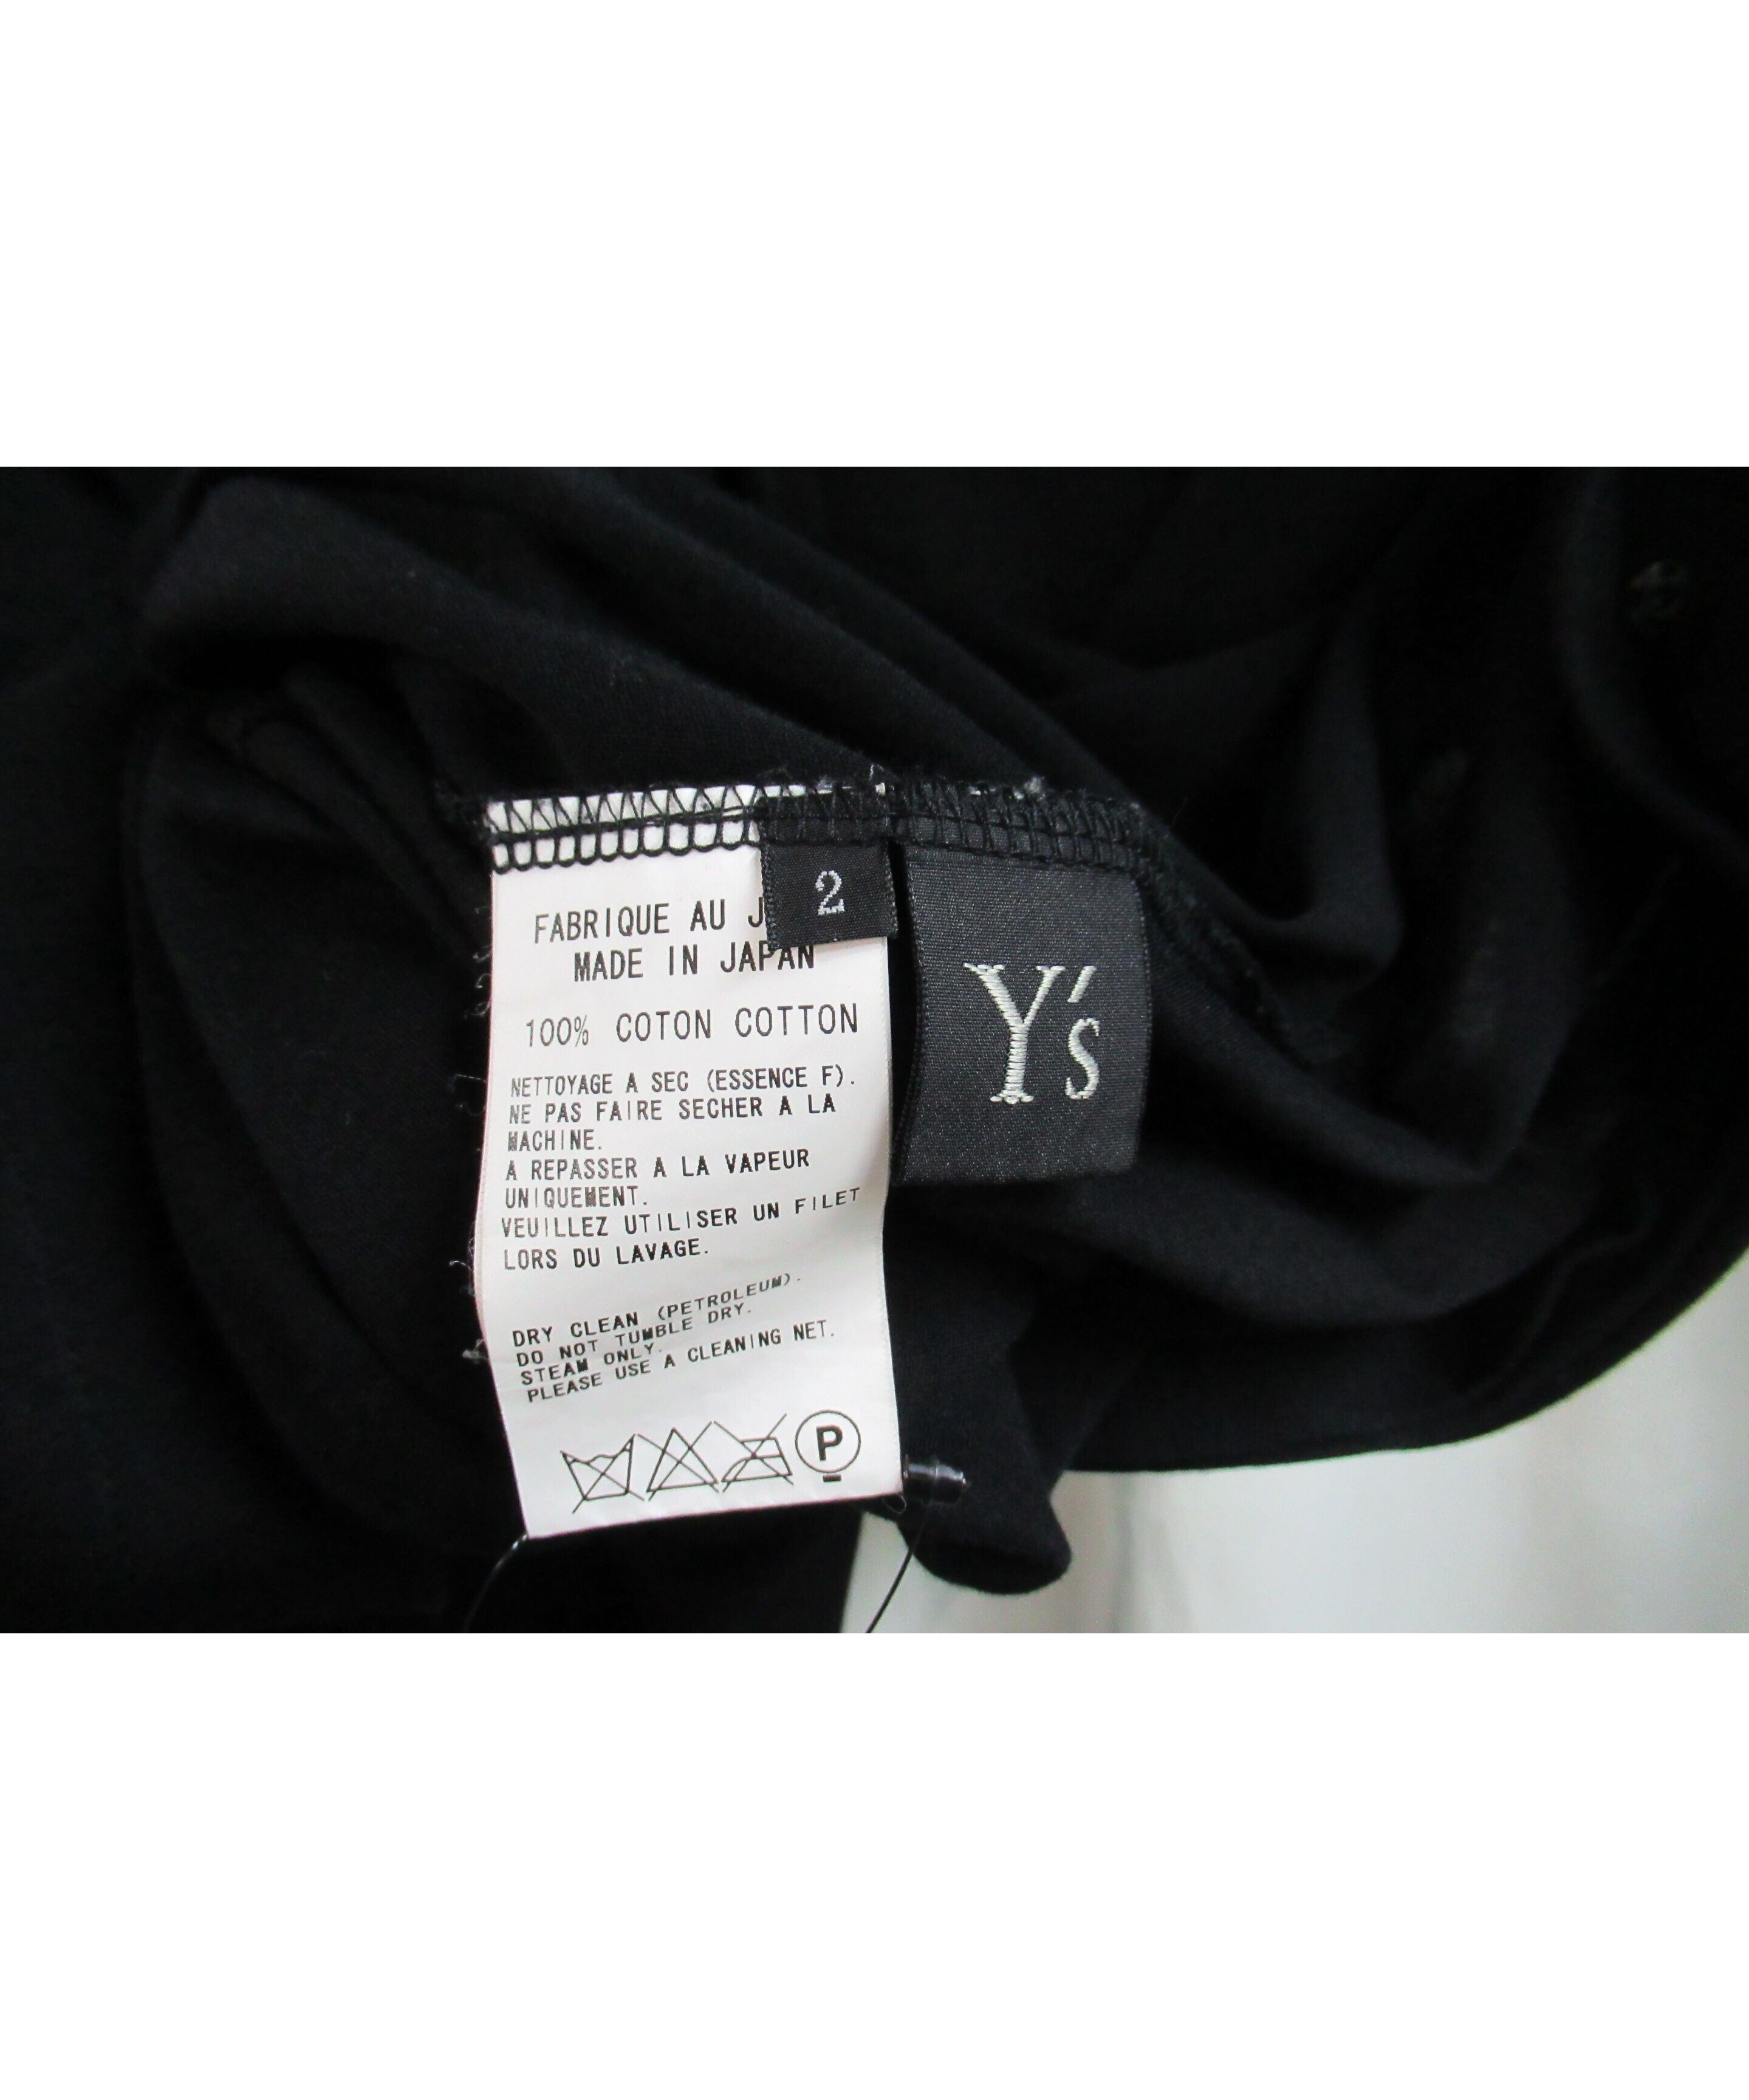 2
Y's
FABRIQUE AU J
MADE IN JAPAN
100% COTON COTTON
NETTOYAGE A SEC (ESSENCE F).
NE PAS FAIRE SECHER A LA
MACHINE.
A REPASSER A LA VAPEUR
UNIQUEMENT.
VEUILLEZ UTILISER UN FILET
LORS DU LAVAGE.
DRY CLEAN (PETROLEUM).
DO NOT TUMBLE DRY.
STEAM ONLY.
PLEASE USE A CLEANING NET.
P